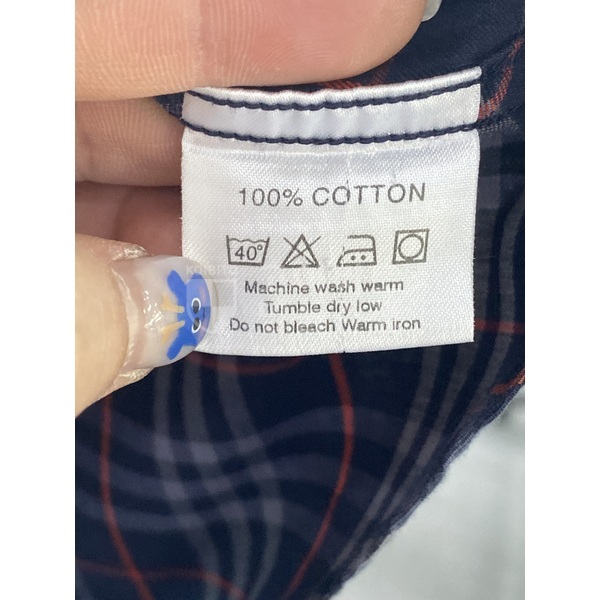 100% COTTON
40°
Machine wash warm
Tumble dry low
Do not bleach Warm iron